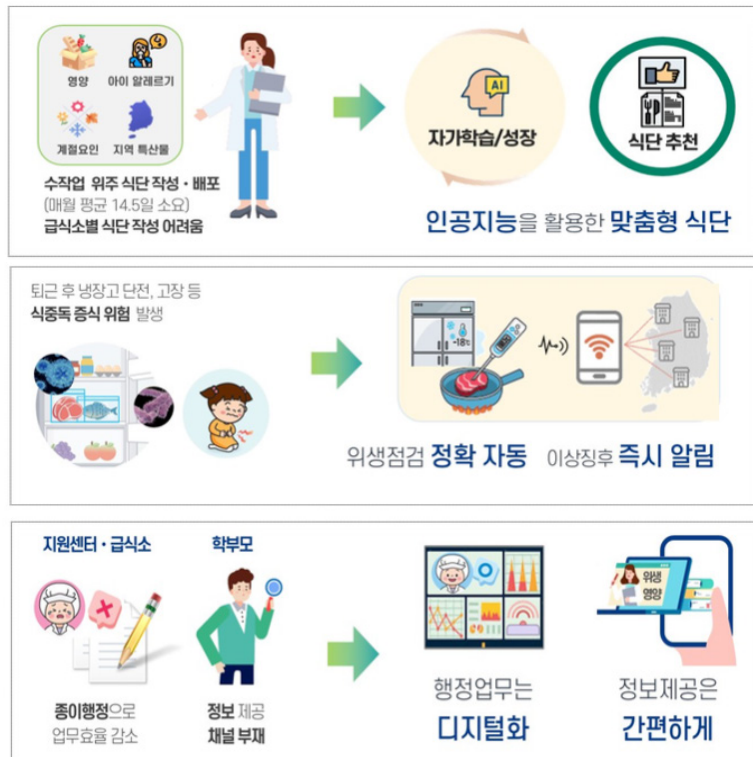 영양
아이 알레르기
계절요인
지역 특산물
수작업 위주 식단 작성·배포
(매월 평균 14.5일 소요)
급식소별 식단 작성 어려움
AI
자가학습/성장
식단 추천
인공지능을 활용한 맞춤형 식단
퇴근 후 냉장고 단전, 고장 등
식중독 증식 위험 발생
-18℃
위생점검 정확 자동
이상징후 즉시 알림
지원센터·급식소
학부모
종이행정으로
업무효율 감소
정보 제공
채널 부재
행정업무는
디지털화
위생
영양
정보제공은
간편하게